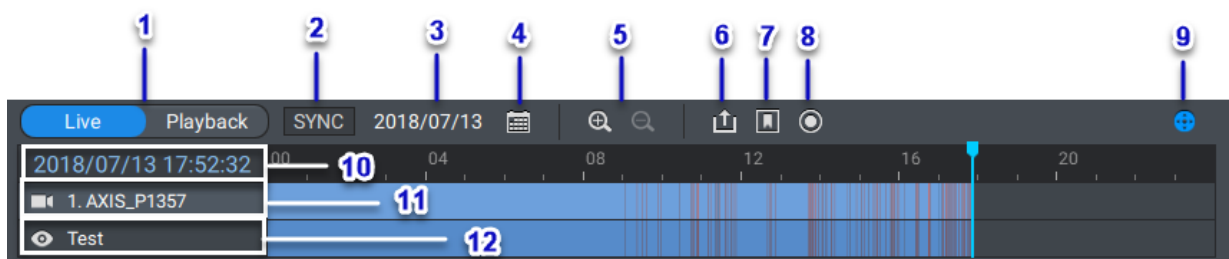 1 2 3 4 5 6 7 8 9
Live Playback SYNC 2018/07/13
2018/07/13 17:52:32 00 10 04 08 12 16 20
1. AXIS_P1357 11
Test 12